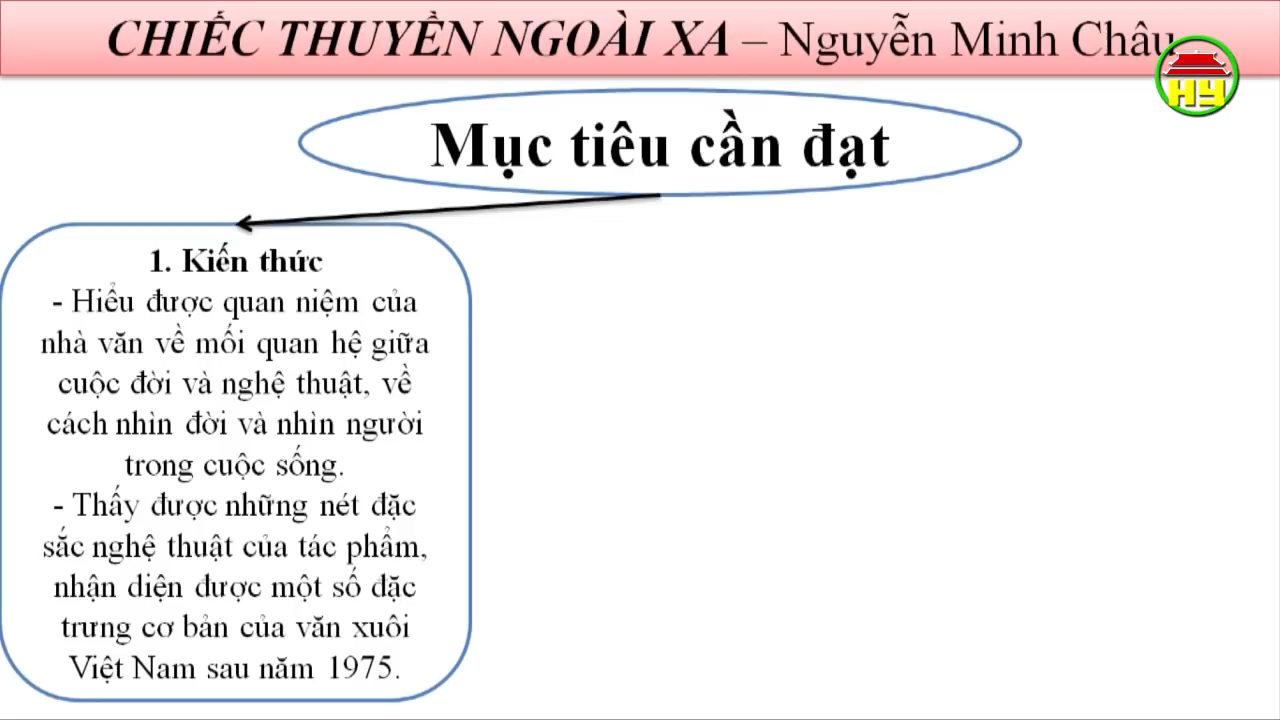 CHIẾC THUYỀN NGOÀI XA – Nguyễn Minh Châu
HY
Mục tiêu cần đạt
1. Kiến thức
- Hiểu được quan niệm của
nhà văn về mối quan hệ giữa
cuộc đời và nghệ thuật, về
cách nhìn đời và nhìn người
trong cuộc sống.
- Thấy được những nét đặc
sắc nghệ thuật của tác phẩm,
nhận diện được một số đặc
trưng cơ bản của văn xuôi
Việt Nam sau năm 1975.